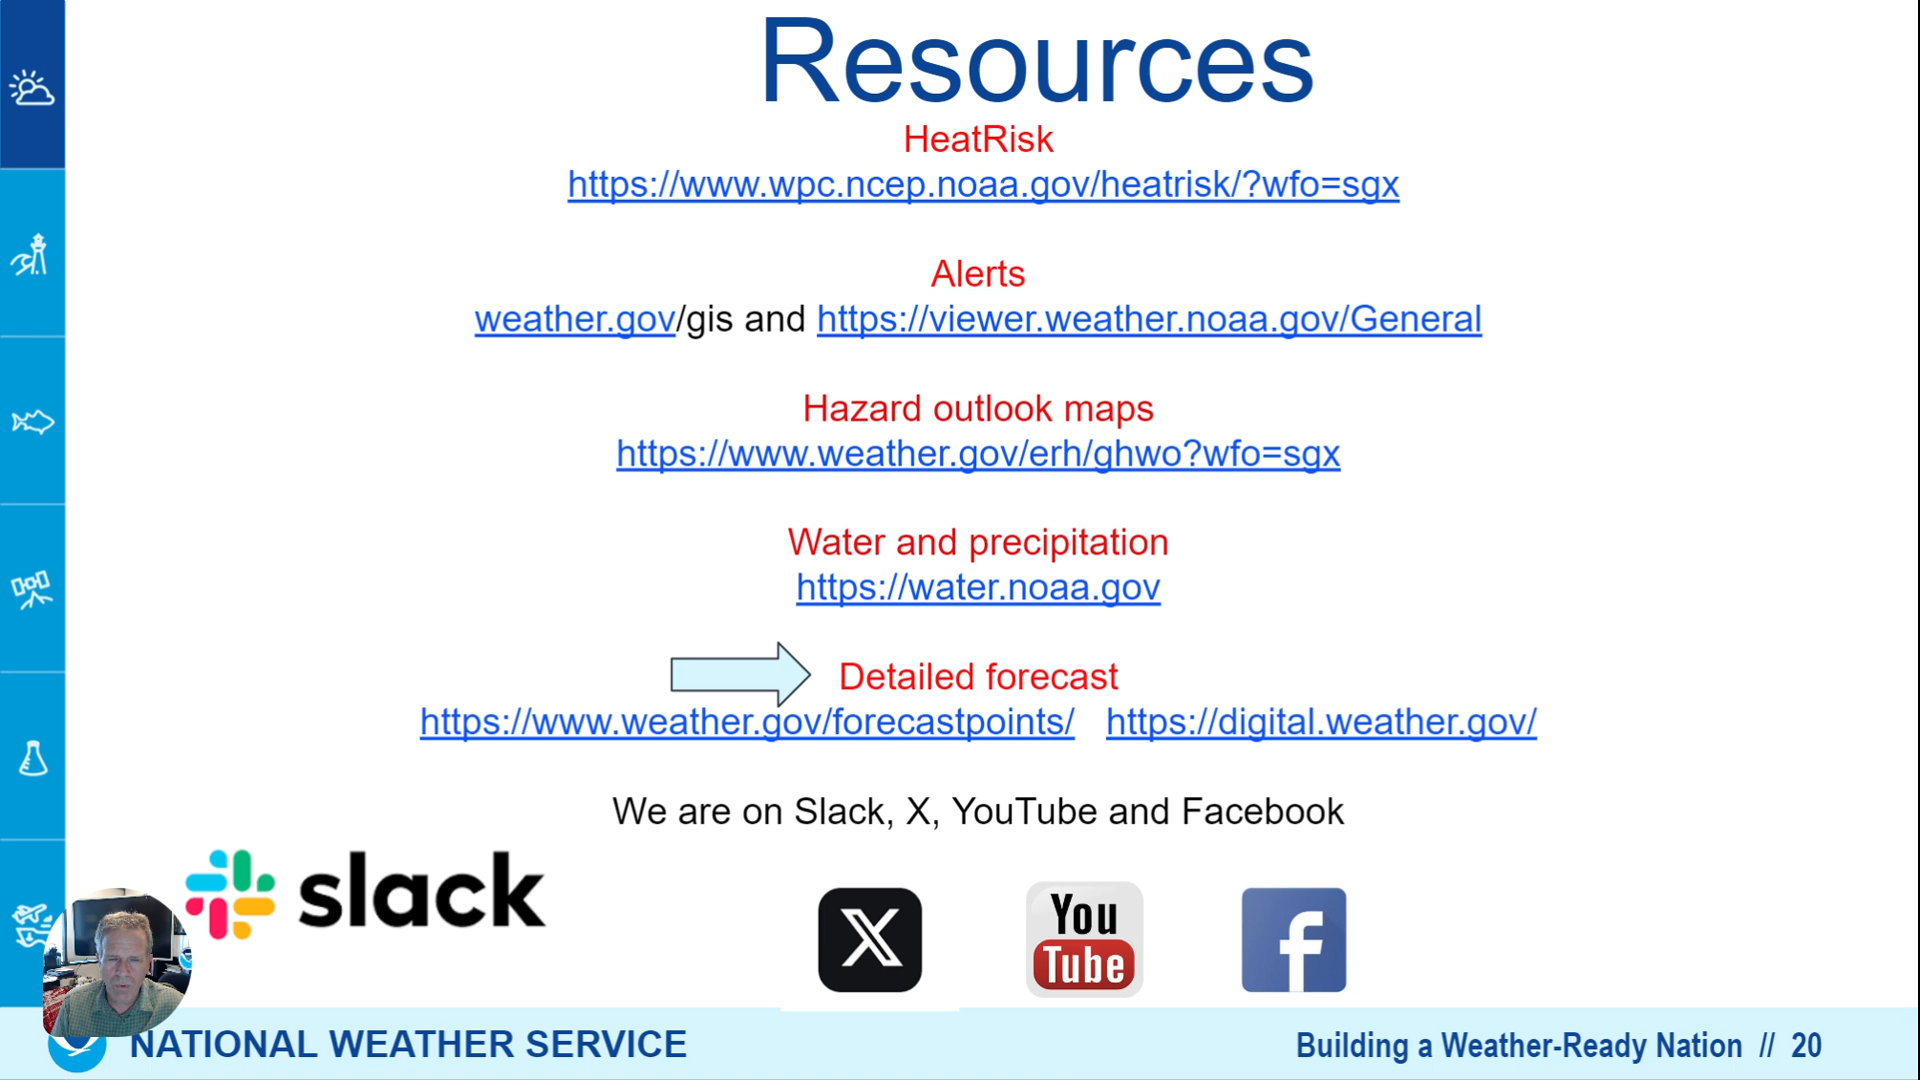 Resources
HeatRisk
https://www.wpc.ncep.noaa.gov/heatrisk/?wfo=sgx
Alerts
weather.gov/gis and https://viewer.weather.noaa.gov/General
Hazard outlook maps
https://www.weather.gov/erh/ghwo?wfo=sgx
Water and precipitation
https://water.noaa.gov
Detailed forecast
https://www.weather.gov/forecastpoints/ https://digital.weather.gov/
We are on Slack, X, YouTube and Facebook
slack
X
You
Tube
f
NATIONAL WEATHER SERVICE
Building a Weather-Ready Nation // 20